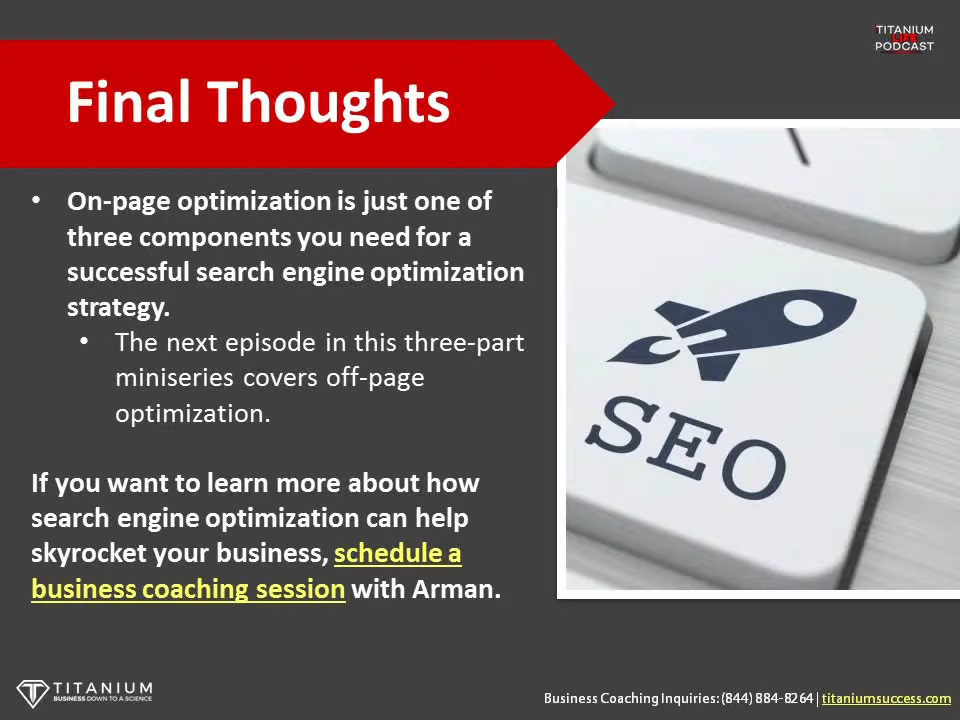 TITANIUM
LIFE
PODCAST
Final Thoughts
• On-page optimization is just one of
three components you need for a
successful search engine optimization
strategy.
• The next episode in this three-part
miniseries covers off-page
optimization.
If you want to learn more about how
search engine optimization can help
skyrocket your business, schedule a
business coaching session with Arman.
SEO
TITANIUM
BUSINESS DOWN TO A SCIENCE
Business Coaching Inquiries: (844) 884-8264 | titaniumsuccess.com